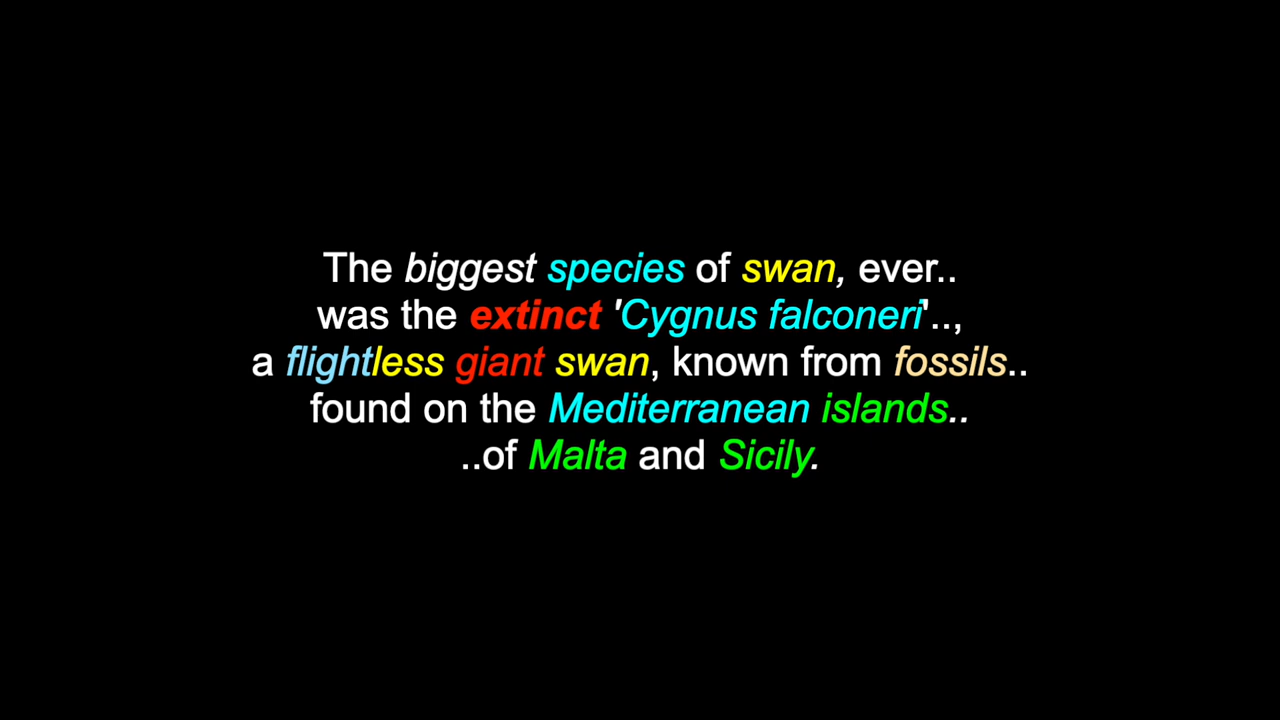 The biggest species of swan, ever..
was the extinct 'Cygnus falconeri'..,
a flightless giant swan, known from fossils..
found on the Mediterranean islands..
..of Malta and Sicily.